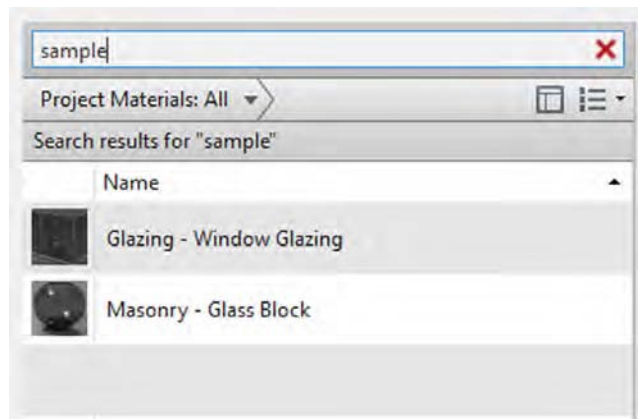 sample
Project Materials: All
Search results for "sample"
Name
Glazing - Window Glazing
Masonry - Glass Block